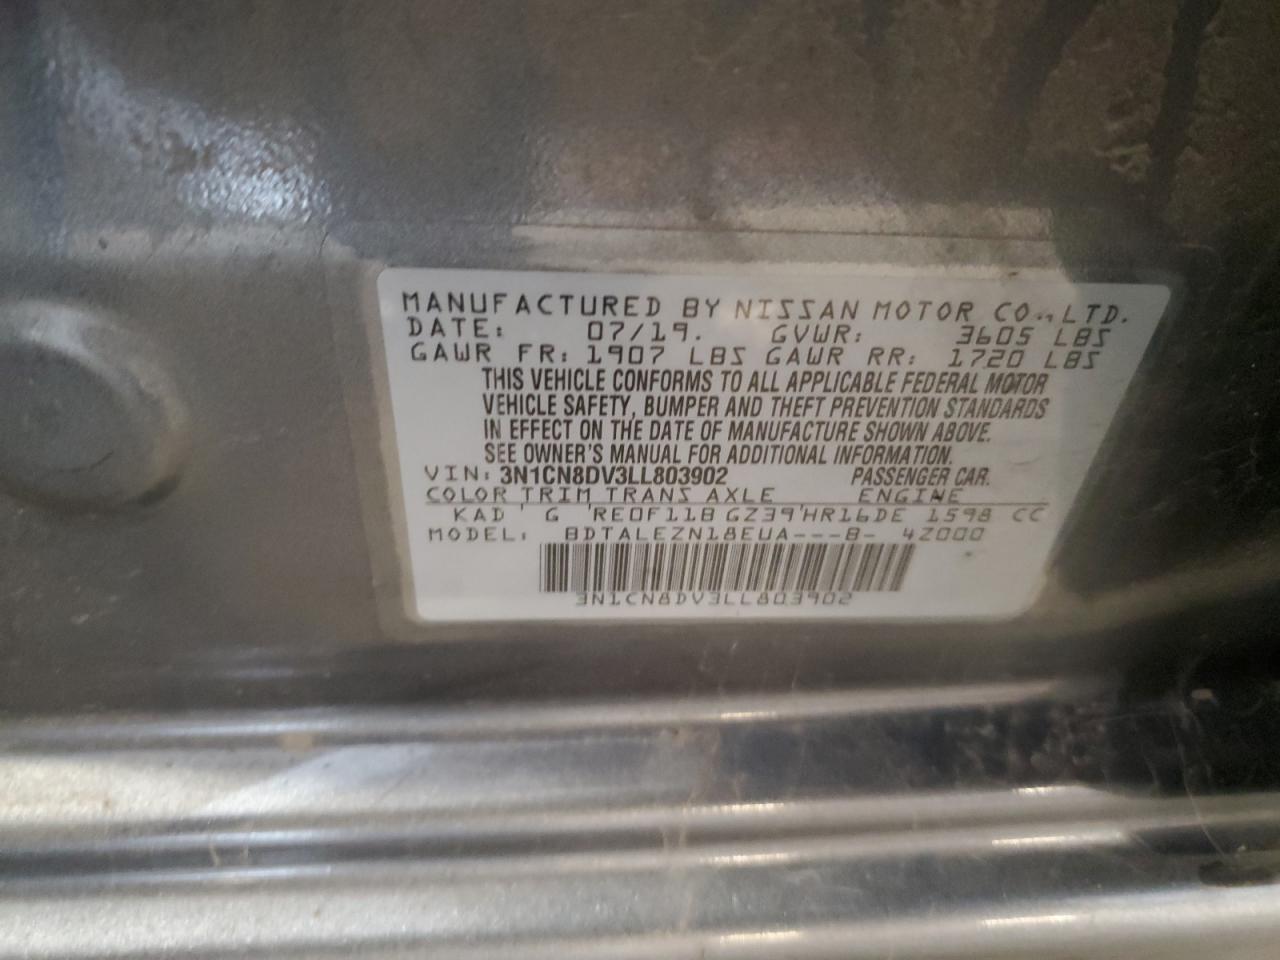 MANUFACTURED BY NISSAN MOTOR CO., LTD.
DATE: 07/19. GVWR: 3605 LBS
GAWR FR: 1907 LBS GAWR RR: 1720 LBS
THIS VEHICLE CONFORMS TO ALL APPLICABLE FEDERAL MOTOR
VEHICLE SAFETY, BUMPER AND THEFT PREVENTION STANDARDS
IN EFFECT ON THE DATE OF MANUFACTURE SHOWN ABOVE.
SEE OWNER'S MANUAL FOR ADDITIONAL INFORMATION.
VIN: 3N1CN8DV3LL803902 PASSENGER CAR.
COLOR TRIM TRANS AXLE ENGINE
KAD ' G 'RE0F11B GZ39'HR16DE 1598 CC
MODEL: BDTALEZN18EUA---B- 4Z000
3N1CN8DV3LL803902